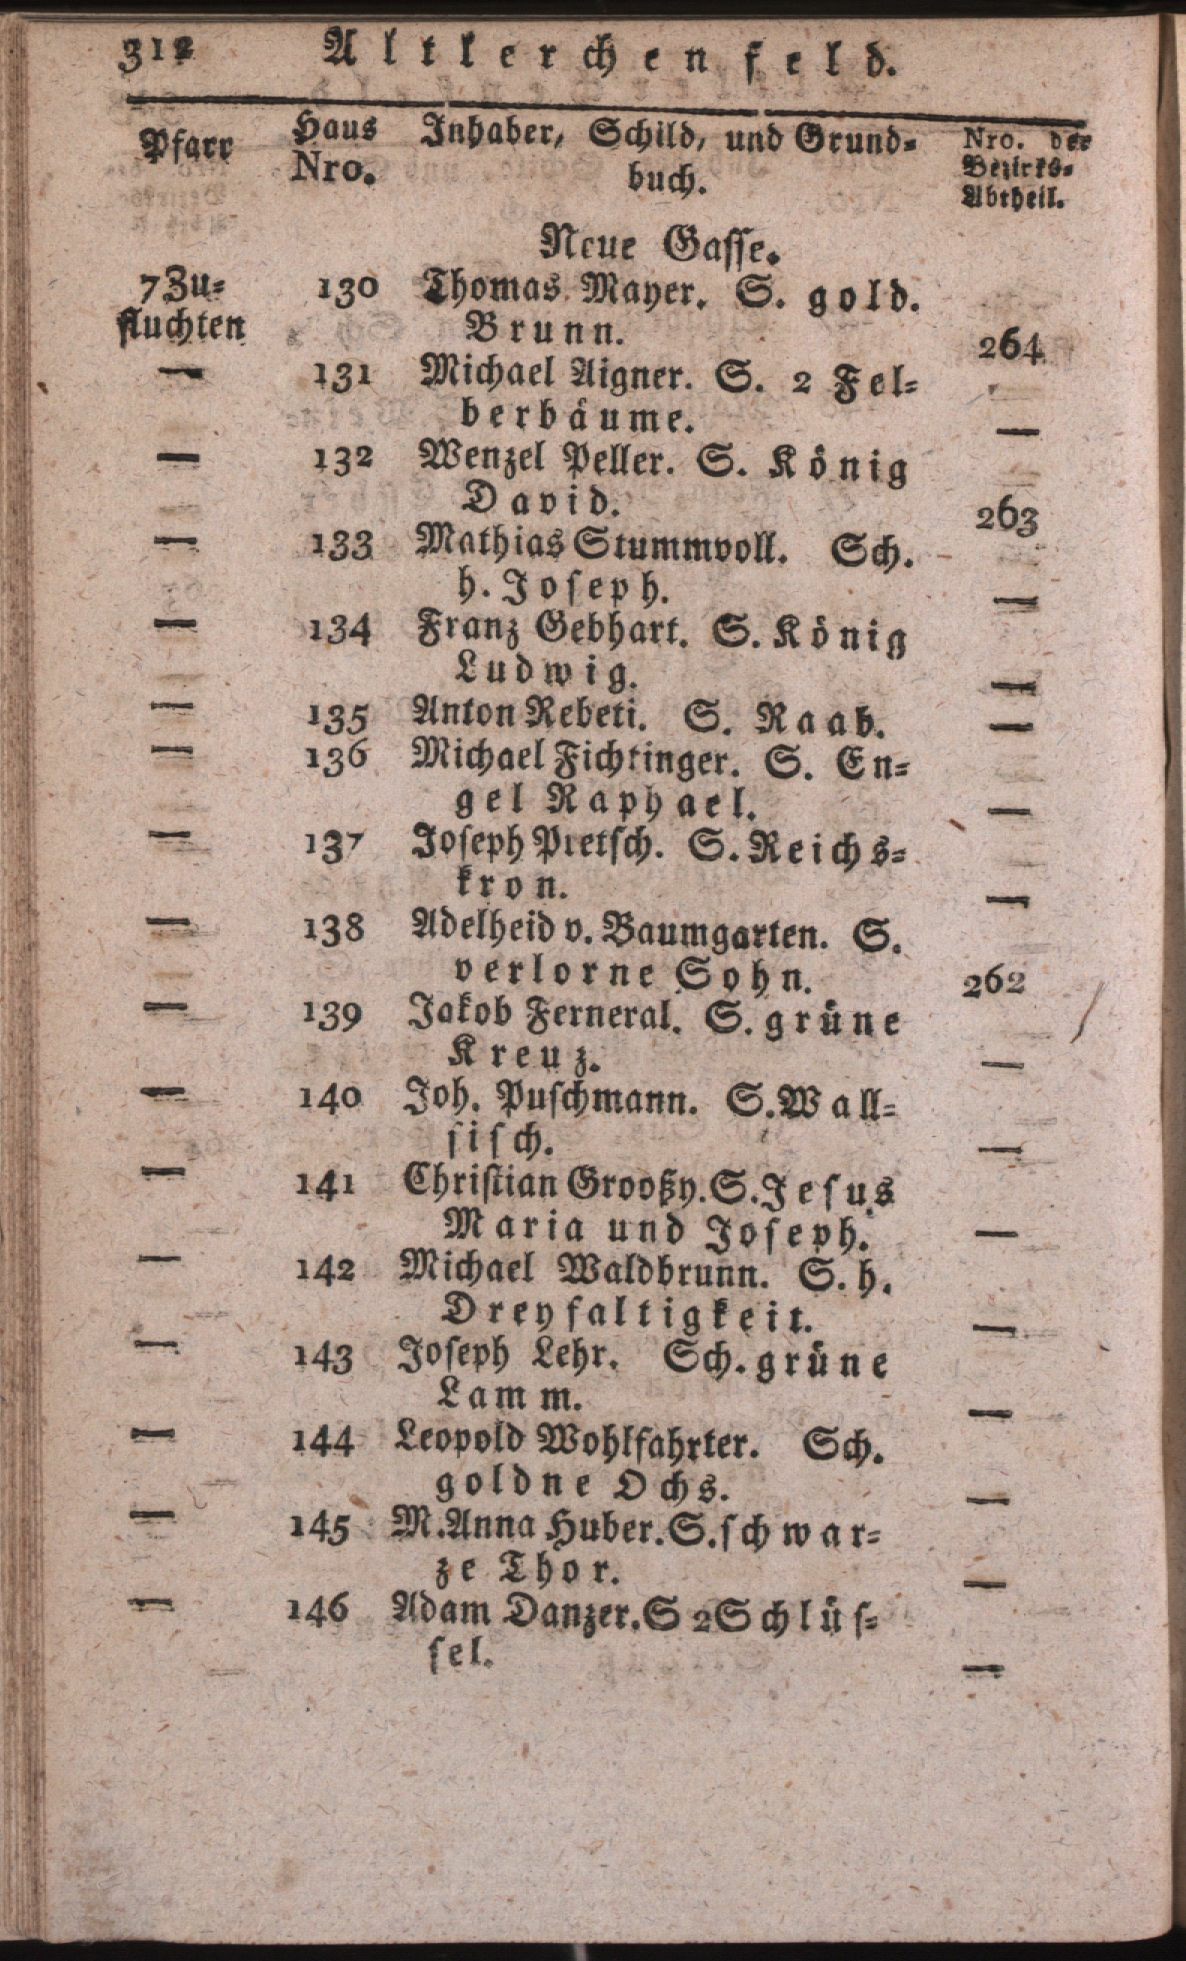 312 Altlerchenfeld.
Pfarr Haus Nro. Inhaber, Schild, und Grund=
buch. Nro. der
Bezirks=
Abtheil.
Neue Gasse.
7 Zu= 130 Thomas Mayer. S. gold.
fluchten Brunn. 264
— 131 Michael Aigner. S. 2 Fel=
berbäume. —
— 132 Wenzel Peller. S. König
David. 263
— 133 Mathias Stummvoll. Sch.
h. Joseph. —
— 134 Franz Gebhart. S. König
Ludwig. —
— 135 Anton Rebeti. S. Raab. —
— 136 Michael Fichtinger. S. En=
gel Raphael. —
— 137 Joseph Pretsch. S. Reichs=
kron. —
— 138 Adelheid v. Baumgarten. S.
verlorne Sohn. 262
— 139 Jakob Ferneral. S. grüne
Kreuz. —
— 140 Joh. Puschmann. S. Wall=
fisch. —
— 141 Christian Grooßy. S. Jesus
Maria und Joseph. —
— 142 Michael Waldbrunn. S. h.
Dreyfaltigkeit. —
— 143 Joseph Lehr. Sch. grüne
Lamm. —
— 144 Leopold Wohlfahrter. Sch.
goldne Ochs. —
— 145 M. Anna Huber. S. schwar=
ze Thor. —
— 146 Adam Danzer. S 2 Schlüs=
sel. —